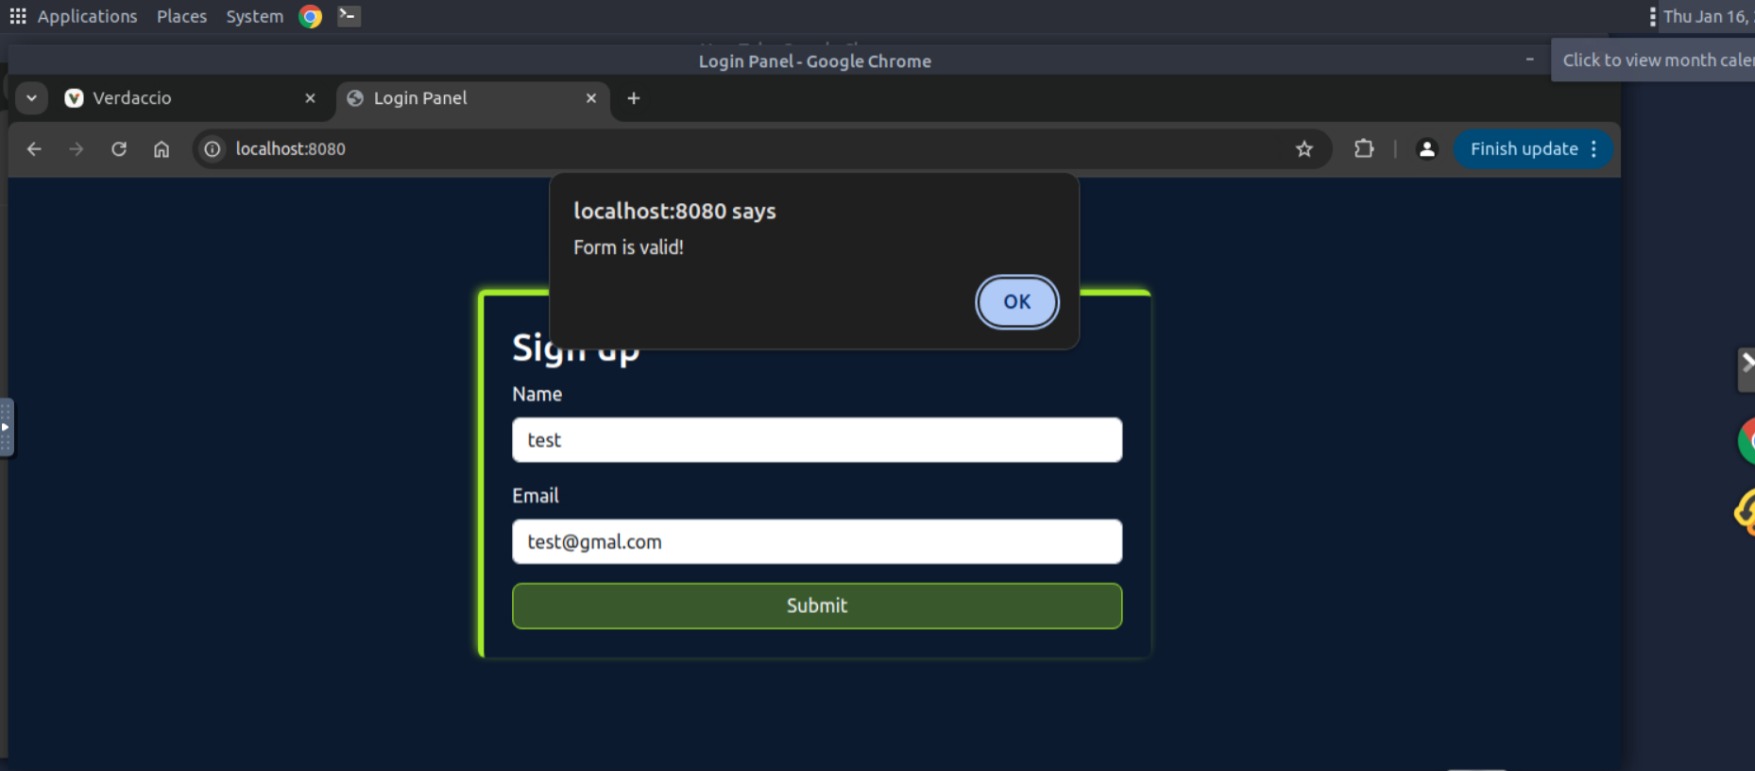 Applications Places System
Thu Jan 16,
Login Panel - Google Chrome
Click to view month cale
Verdaccio
Login Panel
localhost:8080
Finish update
localhost:8080 says
Form is valid!
OK
Sign up
Name
test
Email
test@gmal.com
Submit